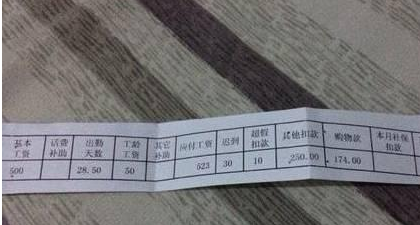 基本工资 话费补助 出勤天数 工龄工资 其它补助 应付工资 迟到 超假扣款 其他扣款 购物款 本月社保扣款
500 28.50 50 523 30 10 250.00 174.00